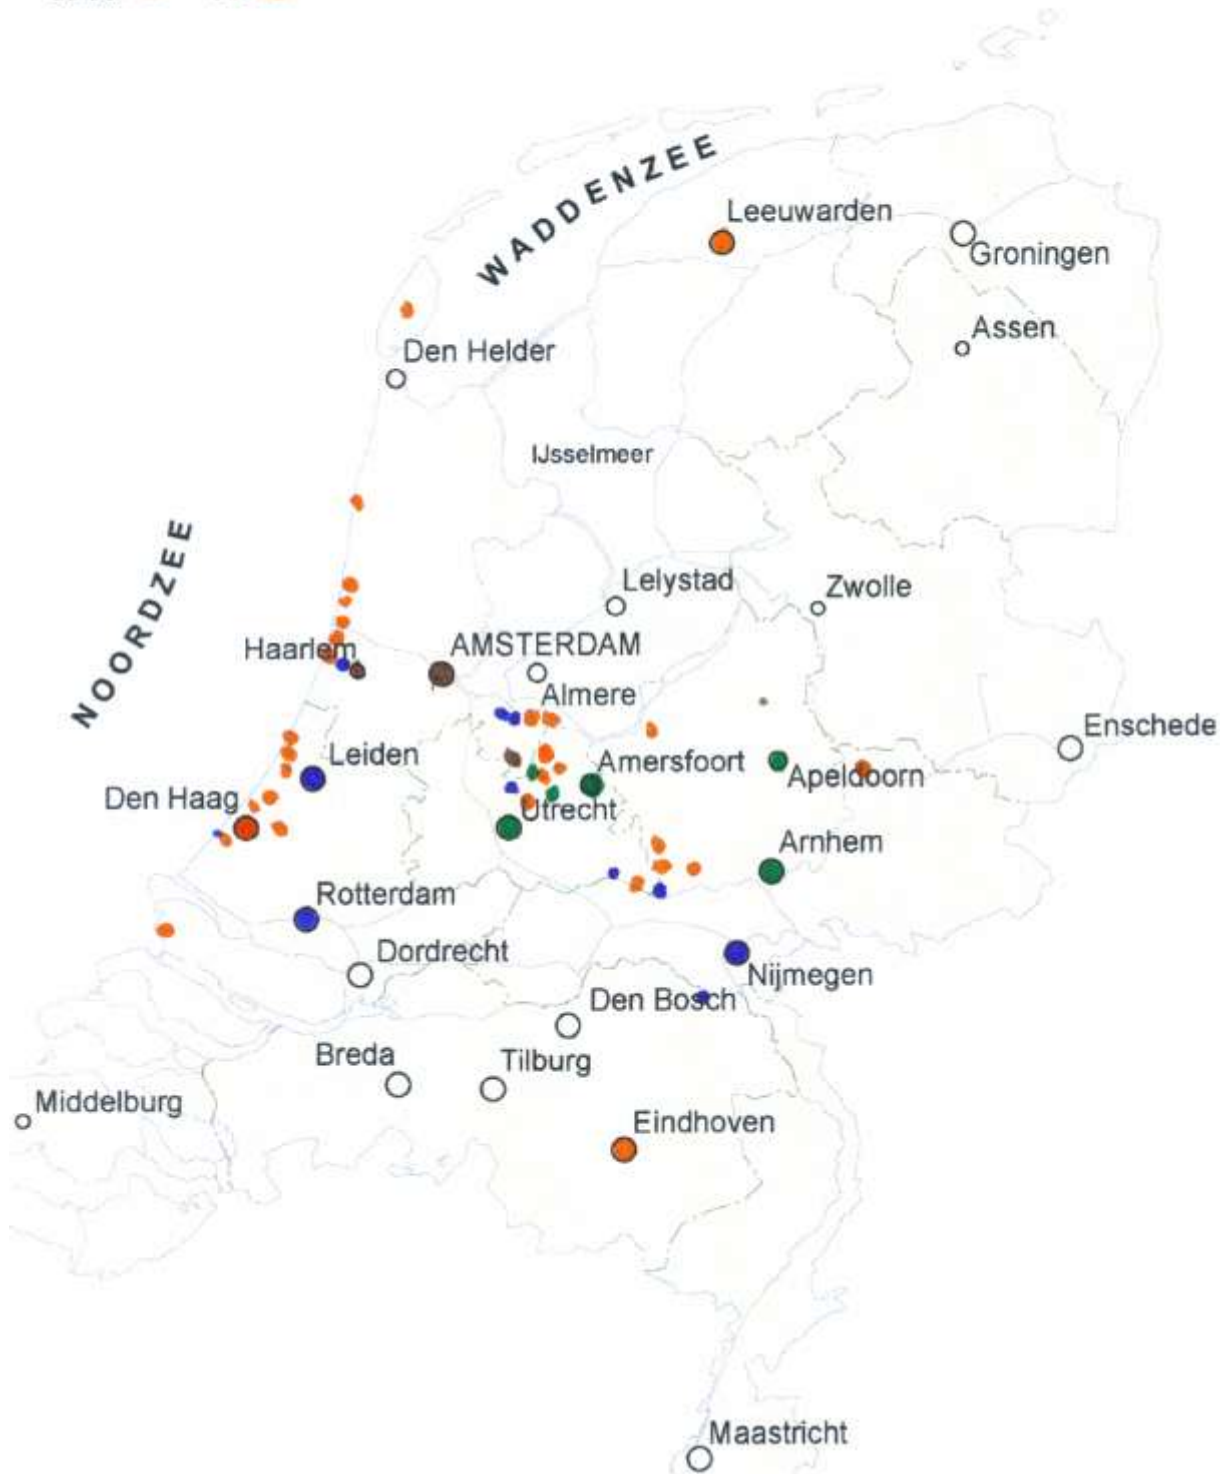 WADDENZEE
Leeuwarden
Groningen
Assen
Den Helder
IJsselmeer
NOORDZEE
Lelystad
Zwolle
Haarlem
AMSTERDAM
Almere
Enschede
Leiden
Amersfoort
Apeldoorn
Den Haag
Utrecht
Arnhem
Rotterdam
Dordrecht
Nijmegen
Den Bosch
Breda
Tilburg
Middelburg
Eindhoven
Maastricht